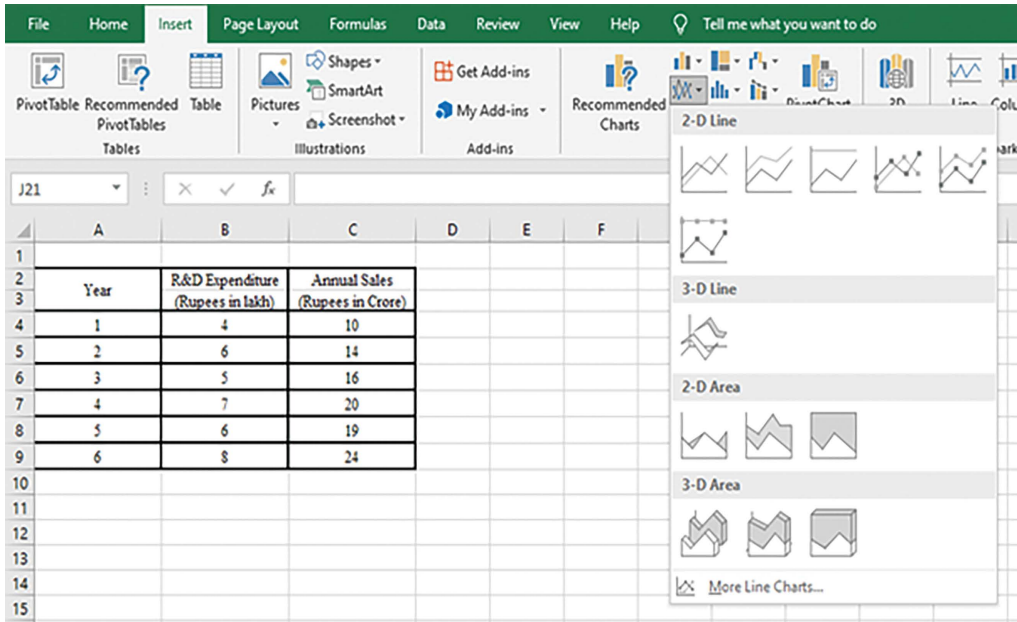 File Home Insert Page Layout Formulas Data Review View Help Tell me what you want to do
PivotTable Recommended PivotTables Table
Tables
Pictures Shapes SmartArt Screenshot
Illustrations
Get Add-ins
My Add-ins
Add-ins
Recommended Charts
PivotChart 3D Line
J21 fx
A B C D E F
1
2 Year R&D Expenditure Annual Sales
3 (Rupees in lakh) (Rupees in Crore)
4 1 4 10
5 2 6 14
6 3 5 16
7 4 7 20
8 5 6 19
9 6 8 24
10
11
12
13
14
15
2-D Line
3-D Line
2-D Area
3-D Area
More Line Charts...